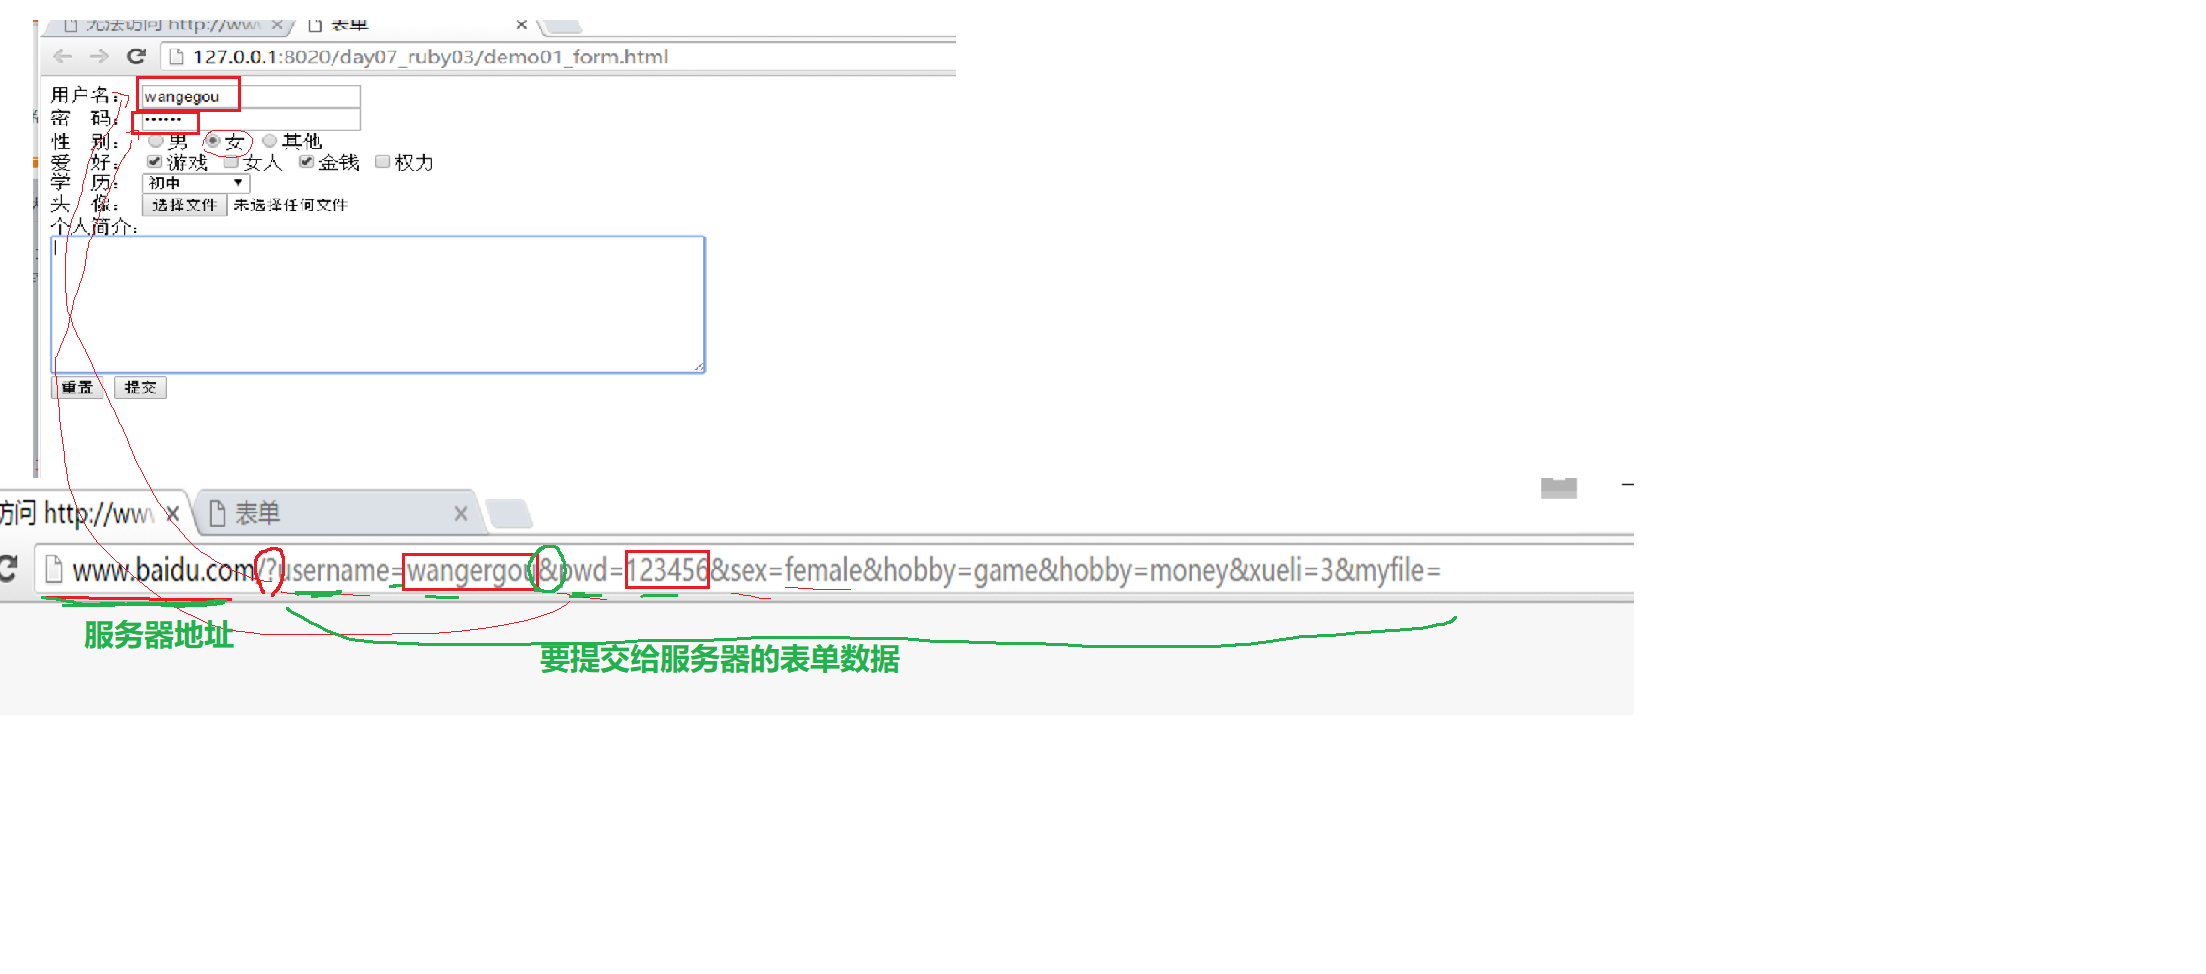 无法访问 http://ww 表单
127.0.0.1:8020/day07_ruby03/demo01_form.html
用户名: wangegou
密 码: ••••••
性 别: 男 女 其他
爱 好: 游戏 女人 金钱 权力
学 历: 初中
头 像: 选择文件 未选择任何文件
个人简介:
重置 提交
访问 http://ww 表单
www.baidu.com/?username=wangergou&pwd=123456&sex=female&hobby=game&hobby=money&xueli=3&myfile=
服务器地址
要提交给服务器的表单数据